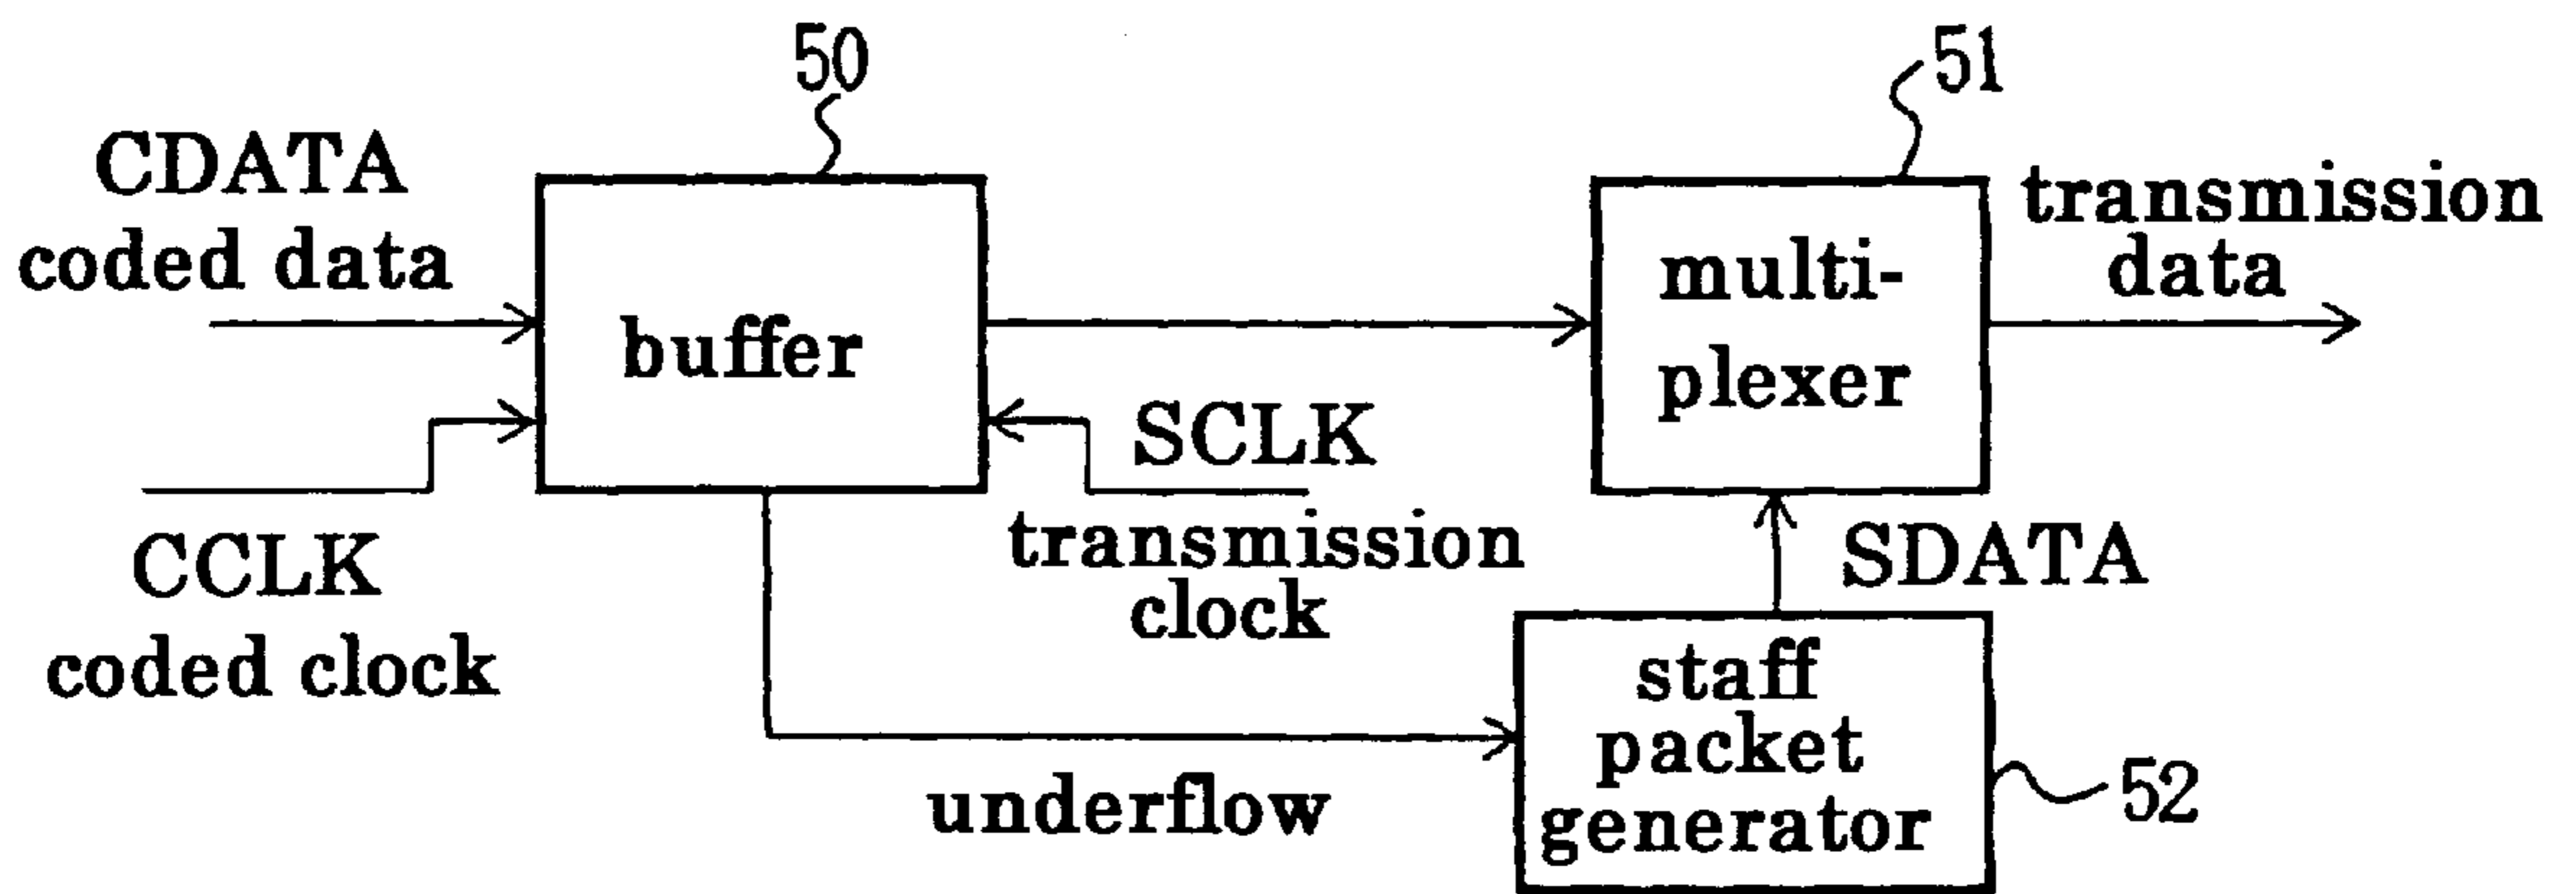 50
51
CDATA
coded data
buffer
multi-
plexer
transmission
data
SCLK
transmission
clock
CCLK
coded clock
SDATA
staff
packet
generator
underflow
52